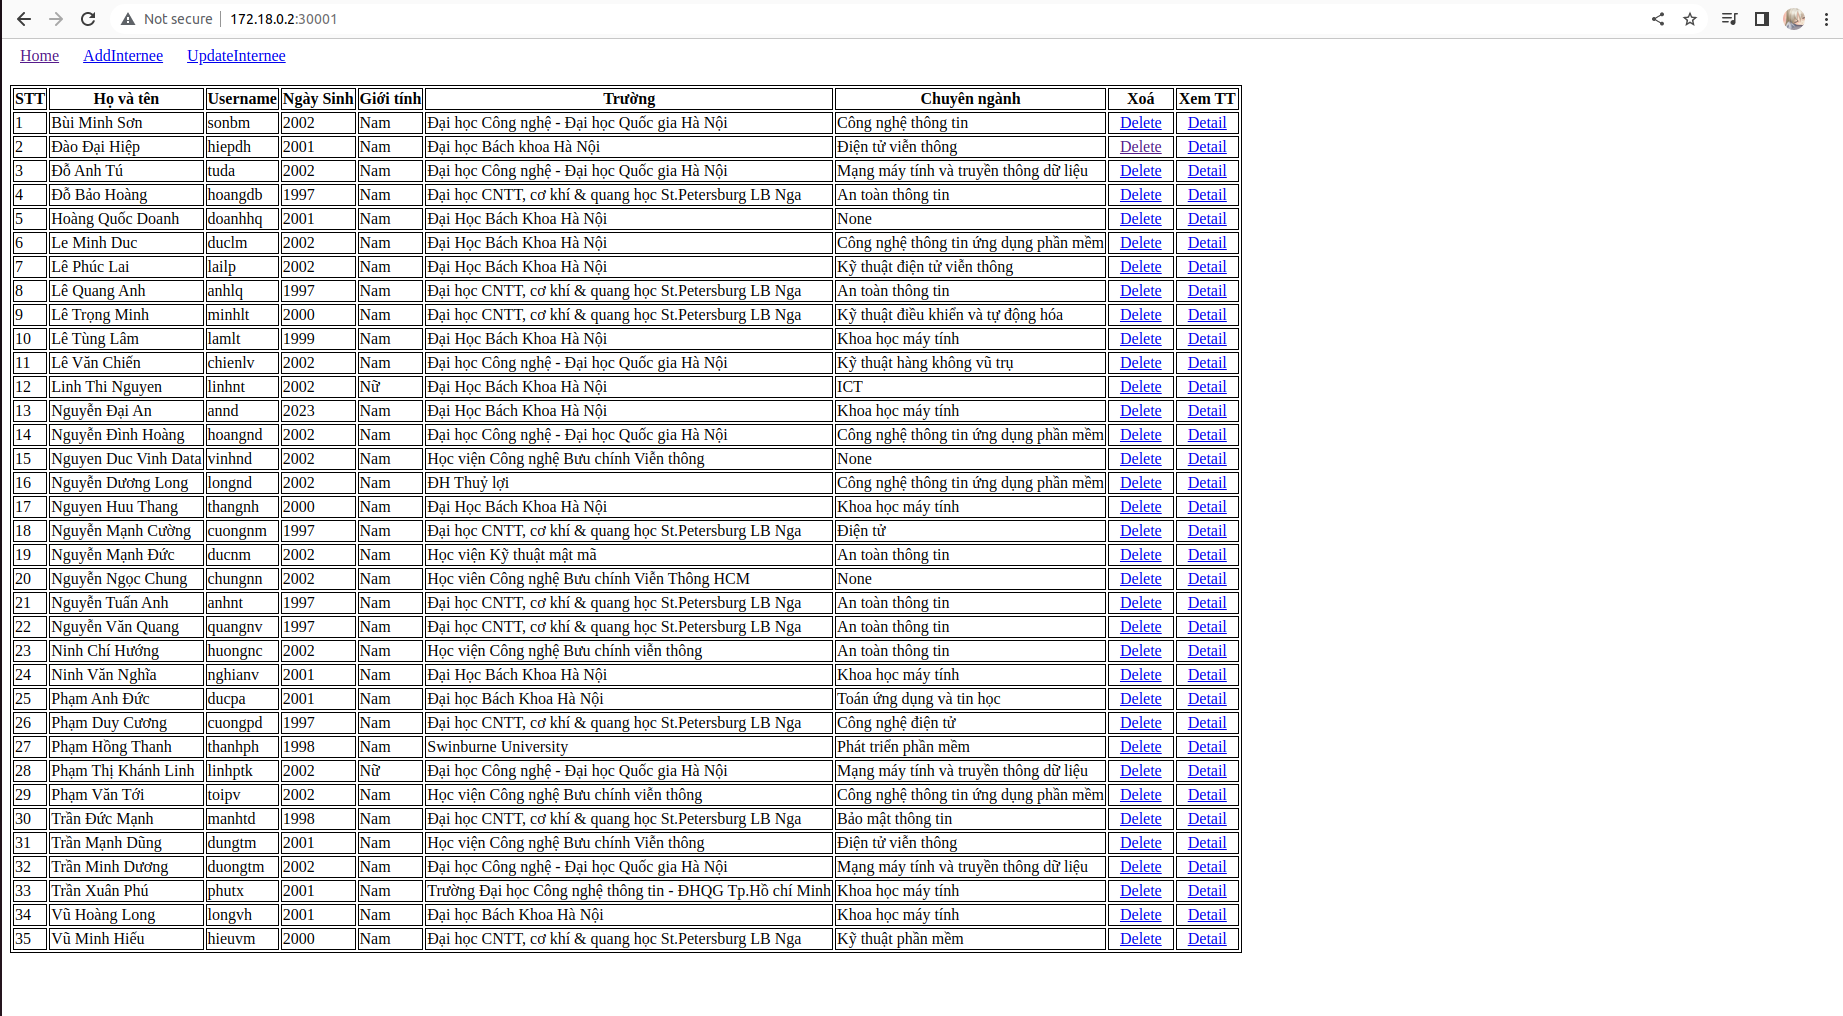 Not secure | 172.18.0.2:30001
Home AddInternee UpdateInternee
STT Họ và tên Username Ngày Sinh Giới tính Trường Chuyên ngành Xoá Xem TT
1 Bùi Minh Sơn sonbm 2002 Nam Đại học Công nghệ - Đại học Quốc gia Hà Nội Công nghệ thông tin Delete Detail
2 Đào Đại Hiệp hiepdh 2001 Nam Đại học Bách khoa Hà Nội Điện tử viễn thông Delete Detail
3 Đỗ Anh Tú tuda 2002 Nam Đại học Công nghệ - Đại học Quốc gia Hà Nội Mạng máy tính và truyền thông dữ liệu Delete Detail
4 Đỗ Bảo Hoàng hoangdb 1997 Nam Đại học CNTT, cơ khí & quang học St.Petersburg LB Nga An toàn thông tin Delete Detail
5 Hoàng Quốc Doanh doanhhq 2001 Nam Đại Học Bách Khoa Hà Nội None Delete Detail
6 Le Minh Duc duclm 2002 Nam Đại Học Bách Khoa Hà Nội Công nghệ thông tin ứng dụng phần mềm Delete Detail
7 Lê Phúc Lai lailp 2002 Nam Đại Học Bách Khoa Hà Nội Kỹ thuật điện tử viễn thông Delete Detail
8 Lê Quang Anh anhlq 1997 Nam Đại học CNTT, cơ khí & quang học St.Petersburg LB Nga An toàn thông tin Delete Detail
9 Lê Trọng Minh minhlt 2000 Nam Đại học CNTT, cơ khí & quang học St.Petersburg LB Nga Kỹ thuật điều khiển và tự động hóa Delete Detail
10 Lê Tùng Lâm lamlt 1999 Nam Đại Học Bách Khoa Hà Nội Khoa học máy tính Delete Detail
11 Lê Văn Chiến chienlv 2002 Nam Đại học Công nghệ - Đại học Quốc gia Hà Nội Kỹ thuật hàng không vũ trụ Delete Detail
12 Linh Thi Nguyen linhnt 2002 Nữ Đại Học Bách Khoa Hà Nội ICT Delete Detail
13 Nguyễn Đại An annd 2023 Nam Đại Học Bách Khoa Hà Nội Khoa học máy tính Delete Detail
14 Nguyễn Đình Hoàng hoangnd 2002 Nam Đại học Công nghệ - Đại học Quốc gia Hà Nội Công nghệ thông tin ứng dụng phần mềm Delete Detail
15 Nguyen Duc Vinh Data vinhnd 2002 Nam Học viện Công nghệ Bưu chính Viễn thông None Delete Detail
16 Nguyễn Dương Long longnd 2002 Nam ĐH Thuỷ lợi Công nghệ thông tin ứng dụng phần mềm Delete Detail
17 Nguyen Huu Thang thangnh 2000 Nam Đại Học Bách Khoa Hà Nội Khoa học máy tính Delete Detail
18 Nguyễn Mạnh Cường cuongnm 1997 Nam Đại học CNTT, cơ khí & quang học St.Petersburg LB Nga Điện tử Delete Detail
19 Nguyễn Mạnh Đức ducnm 2002 Nam Học viện Kỹ thuật mật mã An toàn thông tin Delete Detail
20 Nguyễn Ngọc Chung chungnn 2002 Nam Học viên Công nghệ Bưu chính Viễn Thông HCM None Delete Detail
21 Nguyễn Tuấn Anh anhnt 1997 Nam Đại học CNTT, cơ khí & quang học St.Petersburg LB Nga An toàn thông tin Delete Detail
22 Nguyễn Văn Quang quangnv 1997 Nam Đại học CNTT, cơ khí & quang học St.Petersburg LB Nga An toàn thông tin Delete Detail
23 Ninh Chí Hướng huongnc 2002 Nam Học viện Công nghệ Bưu chính viễn thông An toàn thông tin Delete Detail
24 Ninh Văn Nghĩa nghianv 2001 Nam Đại Học Bách Khoa Hà Nội Khoa học máy tính Delete Detail
25 Phạm Anh Đức ducpa 2001 Nam Đại học Bách Khoa Hà Nội Toán ứng dụng và tin học Delete Detail
26 Phạm Duy Cương cuongpd 1997 Nam Đại học CNTT, cơ khí & quang học St.Petersburg LB Nga Công nghệ điện tử Delete Detail
27 Phạm Hồng Thanh thanhph 1998 Nam Swinburne University Phát triển phần mềm Delete Detail
28 Phạm Thị Khánh Linh linhptk 2002 Nữ Đại học Công nghệ - Đại học Quốc gia Hà Nội Mạng máy tính và truyền thông dữ liệu Delete Detail
29 Phạm Văn Tới toipv 2002 Nam Học viện Công nghệ Bưu chính viễn thông Công nghệ thông tin ứng dụng phần mềm Delete Detail
30 Trần Đức Mạnh manhtd 1998 Nam Đại học CNTT, cơ khí & quang học St.Petersburg LB Nga Bảo mật thông tin Delete Detail
31 Trần Mạnh Dũng dungtm 2001 Nam Học viện Công nghệ Bưu chính Viễn thông Điện tử viễn thông Delete Detail
32 Trần Minh Dương duongtm 2002 Nam Đại học Công nghệ - Đại học Quốc gia Hà Nội Mạng máy tính và truyền thông dữ liệu Delete Detail
33 Trần Xuân Phú phutx 2001 Nam Trường Đại học Công nghệ thông tin - ĐHQG Tp.Hồ chí Minh Khoa học máy tính Delete Detail
34 Vũ Hoàng Long longvh 2001 Nam Đại học Bách Khoa Hà Nội Khoa học máy tính Delete Detail
35 Vũ Minh Hiếu hieuvm 2000 Nam Đại học CNTT, cơ khí & quang học St.Petersburg LB Nga Kỹ thuật phần mềm Delete Detail